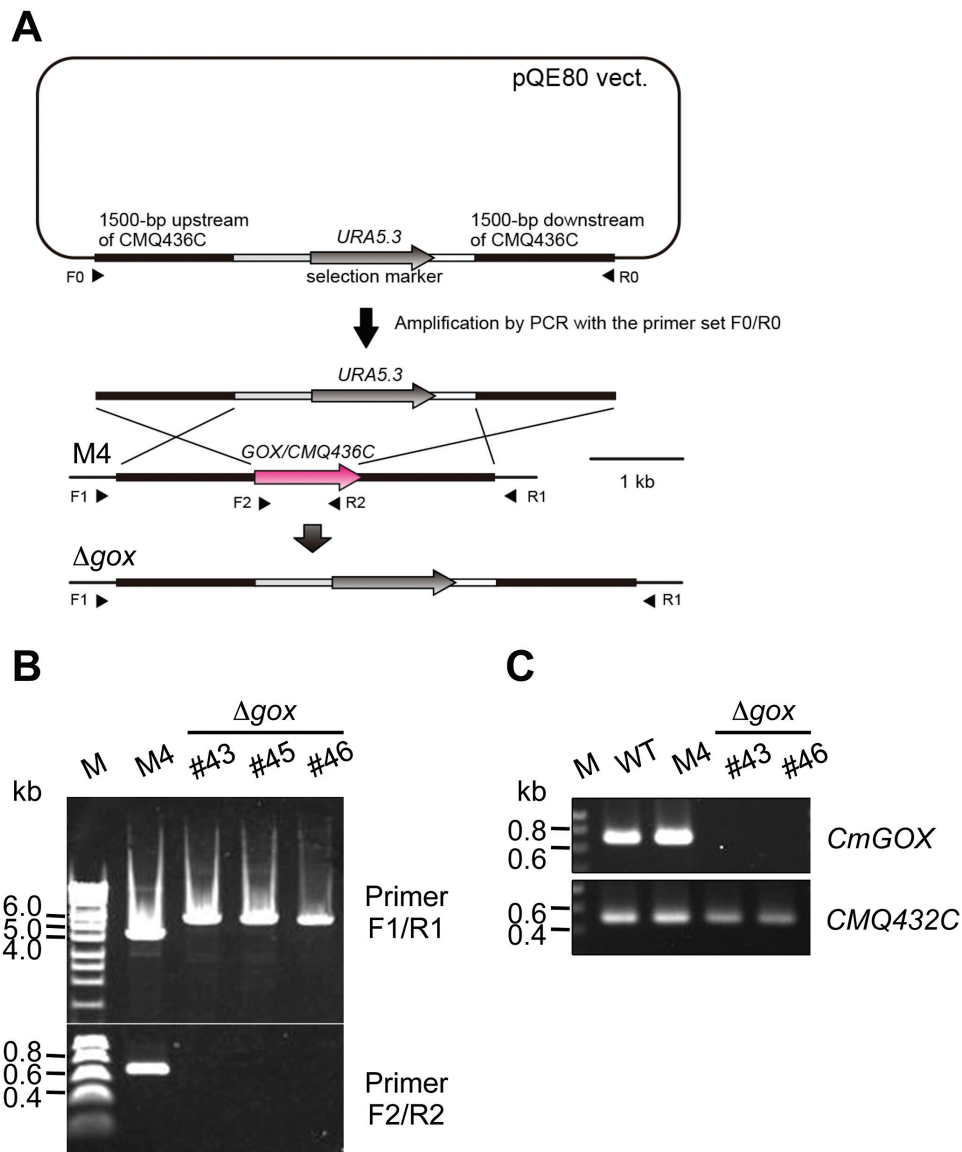 A
pQE80 vect.
1500-bp upstream
of CMQ436C
URA5.3
1500-bp downstream
of CMQ436C
selection marker
F0
R0
Amplification by PCR with the primer set F0/R0
URA5.3
M4
GOX/CMQ436C
F1
F2
R2
R1
1 kb
Δgox
F1
R1
B
Δgox
M
M4
#43
#45
#46
kb
6.0
5.0
4.0
Primer
F1/R1
0.8
0.6
0.4
Primer
F2/R2
C
Δgox
M
WT
M4
#43
#46
kb
0.8
0.6
CmGOX
0.6
0.4
CMQ432C